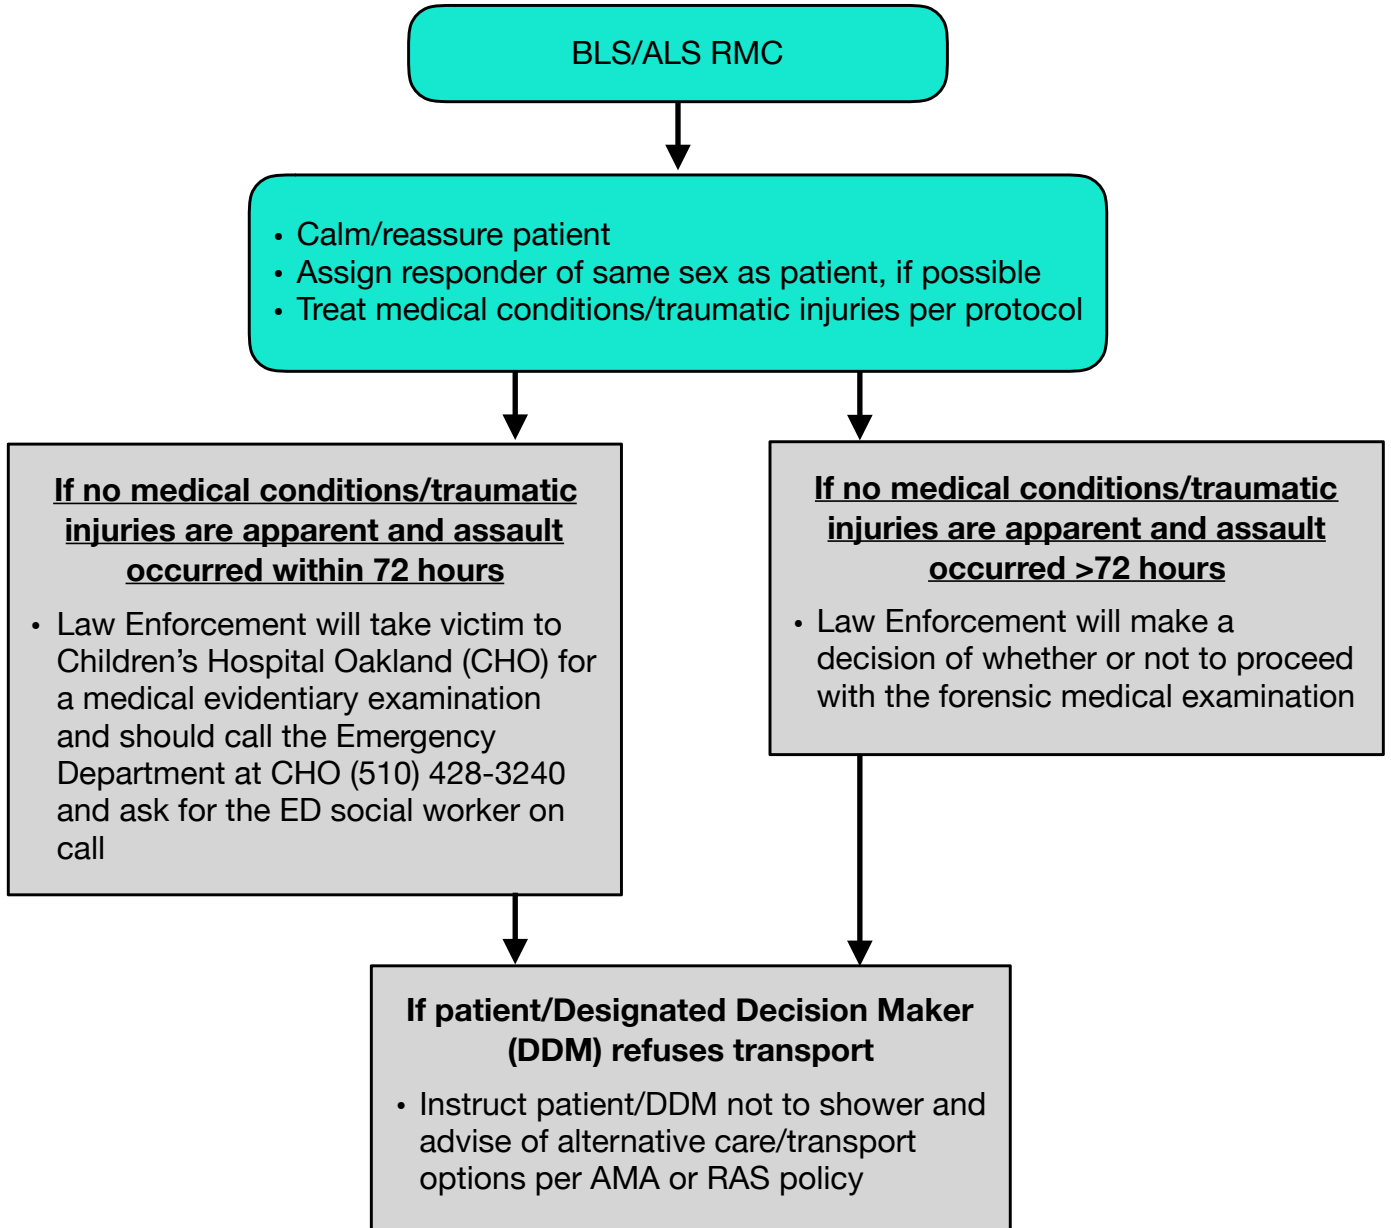 BLS/ALS RMC
• Calm/reassure patient
• Assign responder of same sex as patient, if possible
• Treat medical conditions/traumatic injuries per protocol
If no medical conditions/traumatic
injuries are apparent and assault
occurred within 72 hours
• Law Enforcement will take victim to
Children’s Hospital Oakland (CHO) for
a medical evidentiary examination
and should call the Emergency
Department at CHO (510) 428-3240
and ask for the ED social worker on
call
If no medical conditions/traumatic
injuries are apparent and assault
occurred >72 hours
• Law Enforcement will make a
decision of whether or not to proceed
with the forensic medical examination
If patient/Designated Decision Maker
(DDM) refuses transport
• Instruct patient/DDM not to shower and
advise of alternative care/transport
options per AMA or RAS policy